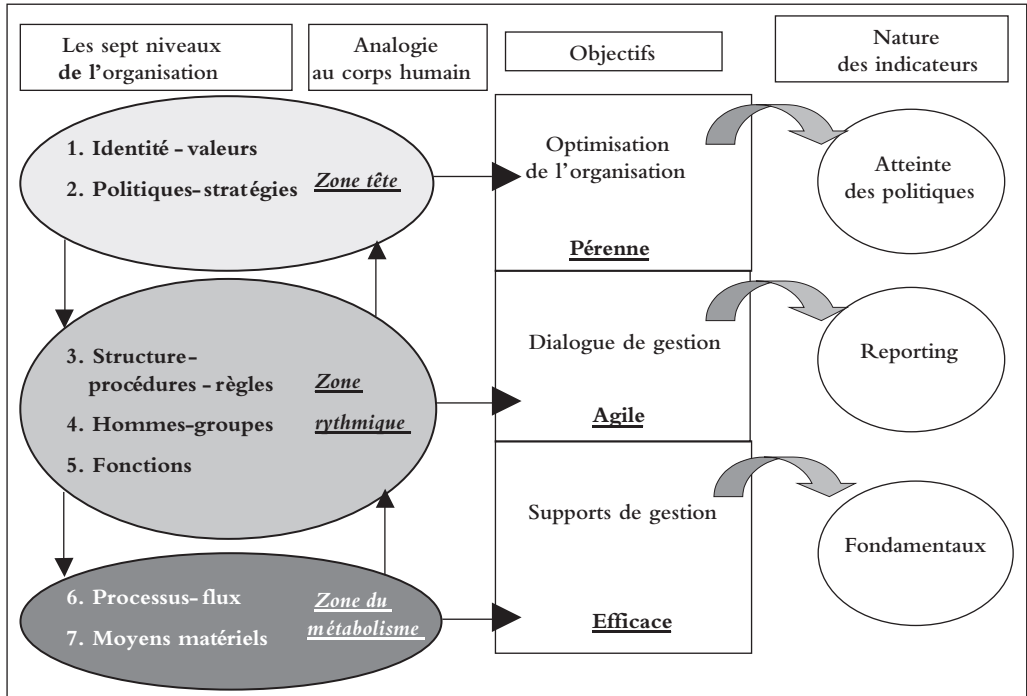 Les sept niveaux
de l’organisation
Analogie
au corps humain
Objectifs
Nature
des indicateurs
1. Identité - valeurs
2. Politiques- stratégies
Zone tête
Optimisation
de l’organisation
Pérenne
Atteinte
des politiques
3. Structure-
procédures - règles
4. Hommes-groupes
5. Fonctions
Zone
rythmique
Dialogue de gestion
Agile
Reporting
6. Processus- flux
7. Moyens matériels
Zone du
métabolisme
Supports de gestion
Efficace
Fondamentaux